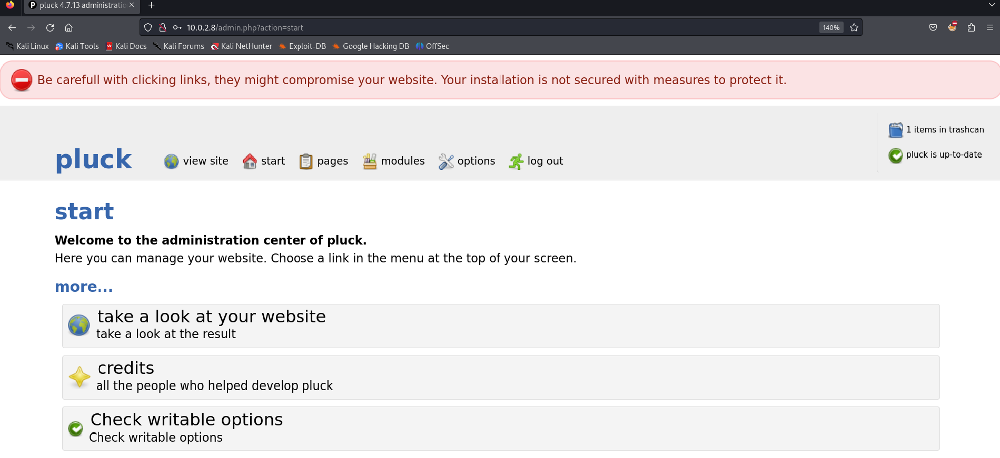 pluck 4.7.13 administratio
10.0.2.8/admin.php?action=start
140%
Kali Linux Kali Tools Kali Docs Kali Forums Kali NetHunter Exploit-DB Google Hacking DB OffSec
Be carefull with clicking links, they might compromise your website. Your installation is not secured with measures to protect it.
1 items in trashcan
pluck is up-to-date
pluck view site start pages modules options log out
start
Welcome to the administration center of pluck.
Here you can manage your website. Choose a link in the menu at the top of your screen.
more...
take a look at your website
take a look at the result
credits
all the people who helped develop pluck
Check writable options
Check writable options